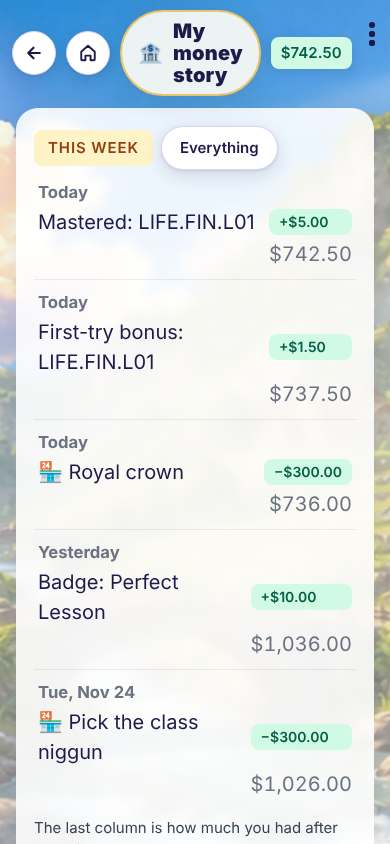 My
money
story
$742.50
THIS WEEK
Everything
Today
Mastered: LIFE.FIN.L01
+$5.00
$742.50
Today
First-try bonus:
LIFE.FIN.L01
+$1.50
$737.50
Today
Royal crown
−$300.00
$736.00
Yesterday
Badge: Perfect
Lesson
+$10.00
$1,036.00
Tue, Nov 24
Pick the class
niggun
−$300.00
$1,026.00
The last column is how much you had after